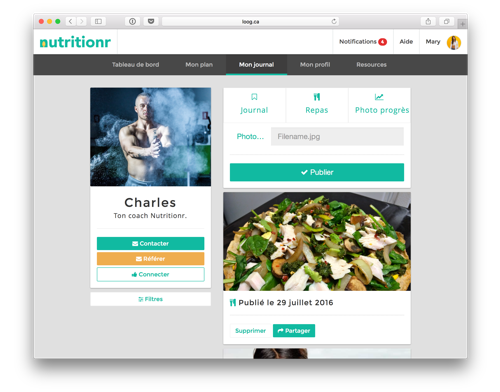 loog.ca
nutritionr
Notifications 4
Aide
Mary
Tableau de bord
Mon plan
Mon journal
Mon profil
Resources
Journal
Repas
Photo progrès
Photo...
Filename.jpg
Publier
Charles
Ton coach Nutritionr.
Contacter
Référer
Connecter
Filtres
Publié le 29 juillet 2016
Supprimer
Partager